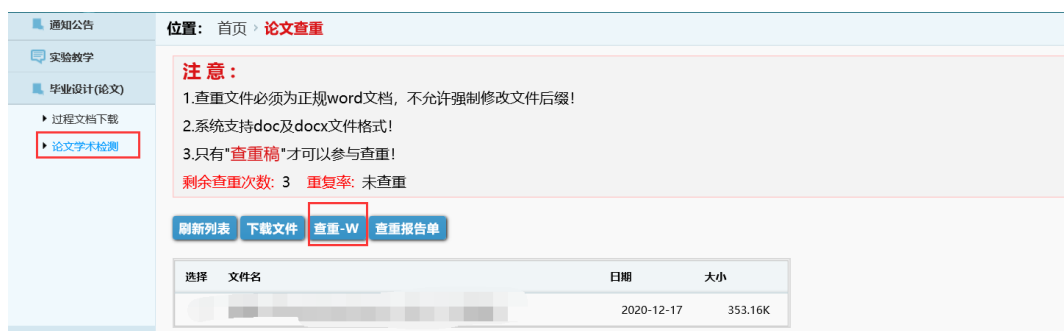 通知公告
实验教学
毕业设计(论文)
过程文档下载
论文学术检测
位置： 首页 › 论文查重
注 意：
1.查重文件必须为正规word文档，不允许强制修改文件后缀！
2.系统支持doc及docx文件格式！
3.只有"查重稿"才可以参与查重！
剩余查重次数: 3 重复率: 未查重
刷新列表 下载文件 查重-W 查重报告单
选择 文件名 日期 大小
2020-12-17 353.16K